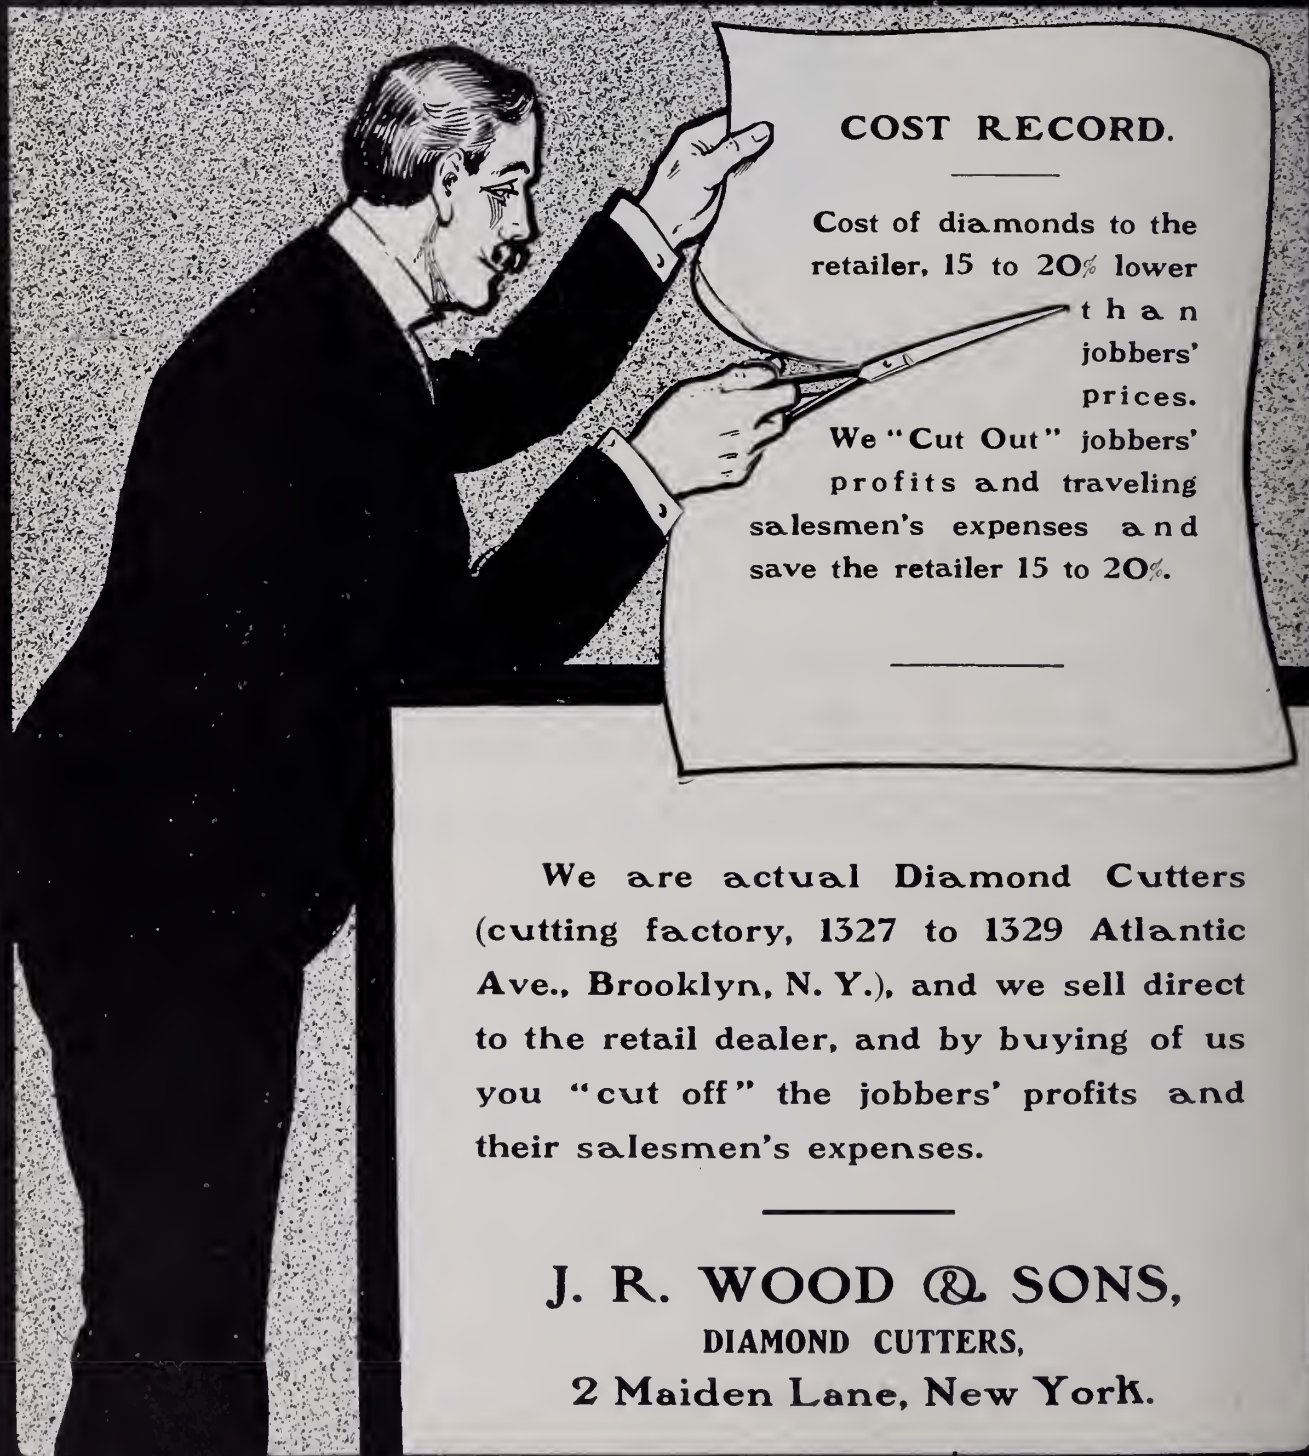 COST RECORD.
Cost of diamonds to the
retailer, 15 to 20% lower
than
jobbers'
prices.
We "Cut Out" jobbers'
profits and traveling
salesmen's expenses and
save the retailer 15 to 20%.
We are actual Diamond Cutters
(cutting factory, 1327 to 1329 Atlantic
Ave., Brooklyn, N. Y.), and we sell direct
to the retail dealer, and by buying of us
you "cut off" the jobbers' profits and
their salesmen's expenses.
J. R. WOOD & SONS,
DIAMOND CUTTERS,
2 Maiden Lane, New York.